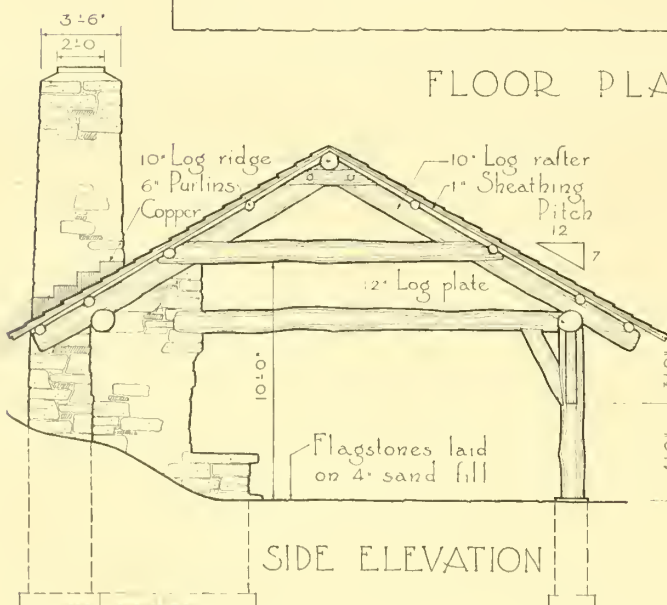 3'-6"
2'-0
FLOOR PLA
10" Log ridge
6" Purlins
Copper
10" Log rafter
1" Sheathing
Pitch
12
7
12" Log plate
10'-0"
Flagstones laid
on 4" sand fill
SIDE ELEVATION